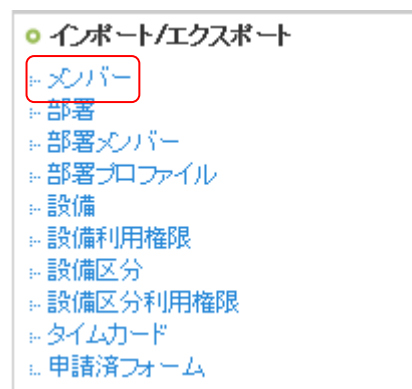 インポート/エクスポート
メンバー
部署
部署メンバー
部署プロファイル
設備
設備利用権限
設備区分
設備区分利用権限
タイムカード
申請済フォーム